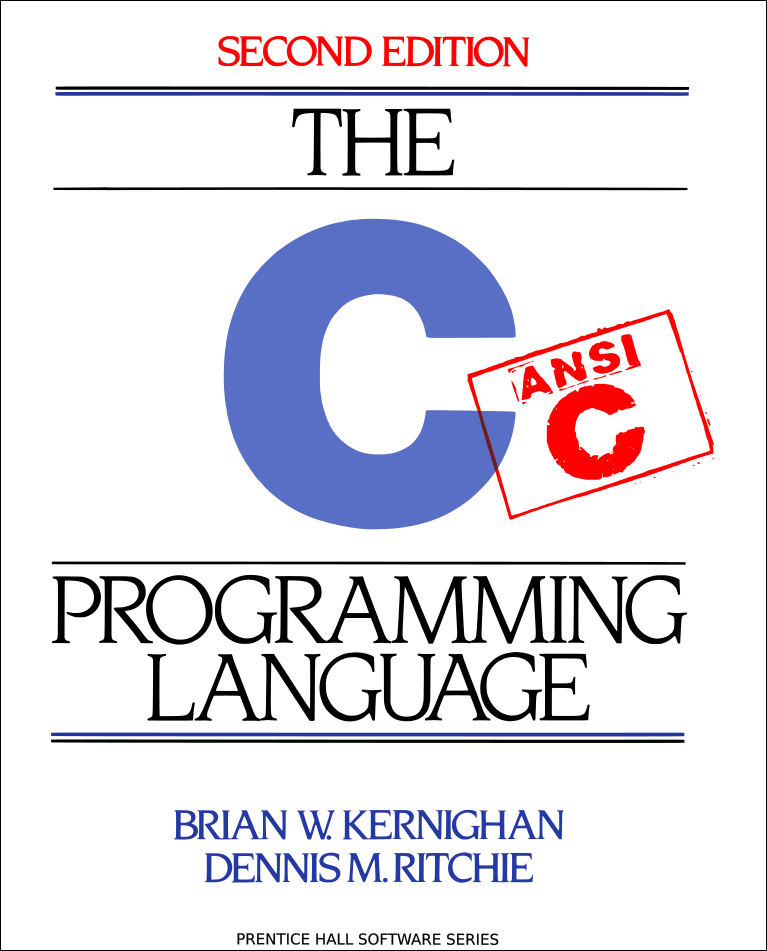 SECOND EDITION
THE
C
ANSI
C
PROGRAMMING
LANGUAGE
BRIAN W. KERNIGHAN
DENNIS M. RITCHIE
PRENTICE HALL SOFTWARE SERIES